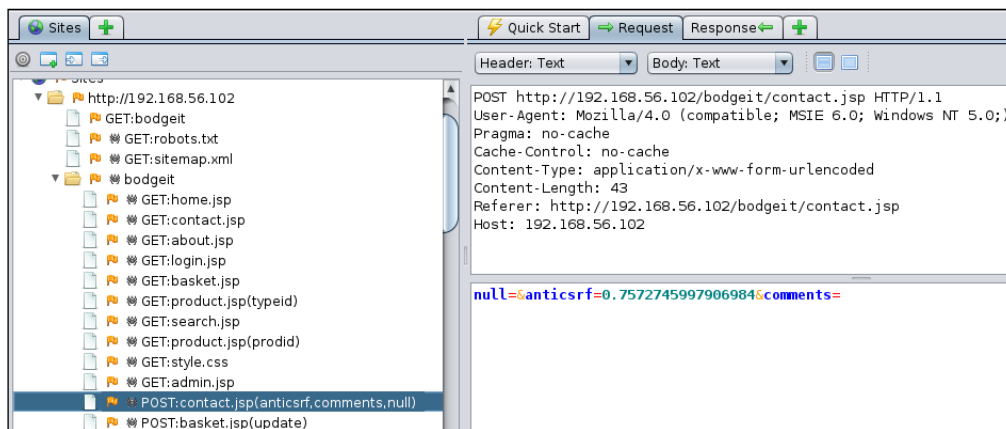 Sites
Quick Start
Request
Response
Header: Text
Body: Text
Sites
http://192.168.56.102
GET:bodgeit
GET:robots.txt
GET:sitemap.xml
bodgeit
GET:home.jsp
GET:contact.jsp
GET:about.jsp
GET:login.jsp
GET:basket.jsp
GET:product.jsp(typeid)
GET:search.jsp
GET:product.jsp(prodid)
GET:style.css
GET:admin.jsp
POST:contact.jsp(anticsrf,comments,null)
POST:basket.jsp(update)
POST http://192.168.56.102/bodgeit/contact.jsp HTTP/1.1
User-Agent: Mozilla/4.0 (compatible; MSIE 6.0; Windows NT 5.0;)
Pragma: no-cache
Cache-Control: no-cache
Content-Type: application/x-www-form-urlencoded
Content-Length: 43
Referer: http://192.168.56.102/bodgeit/contact.jsp
Host: 192.168.56.102
null=&anticsrf=0.7572745997906984&comments=